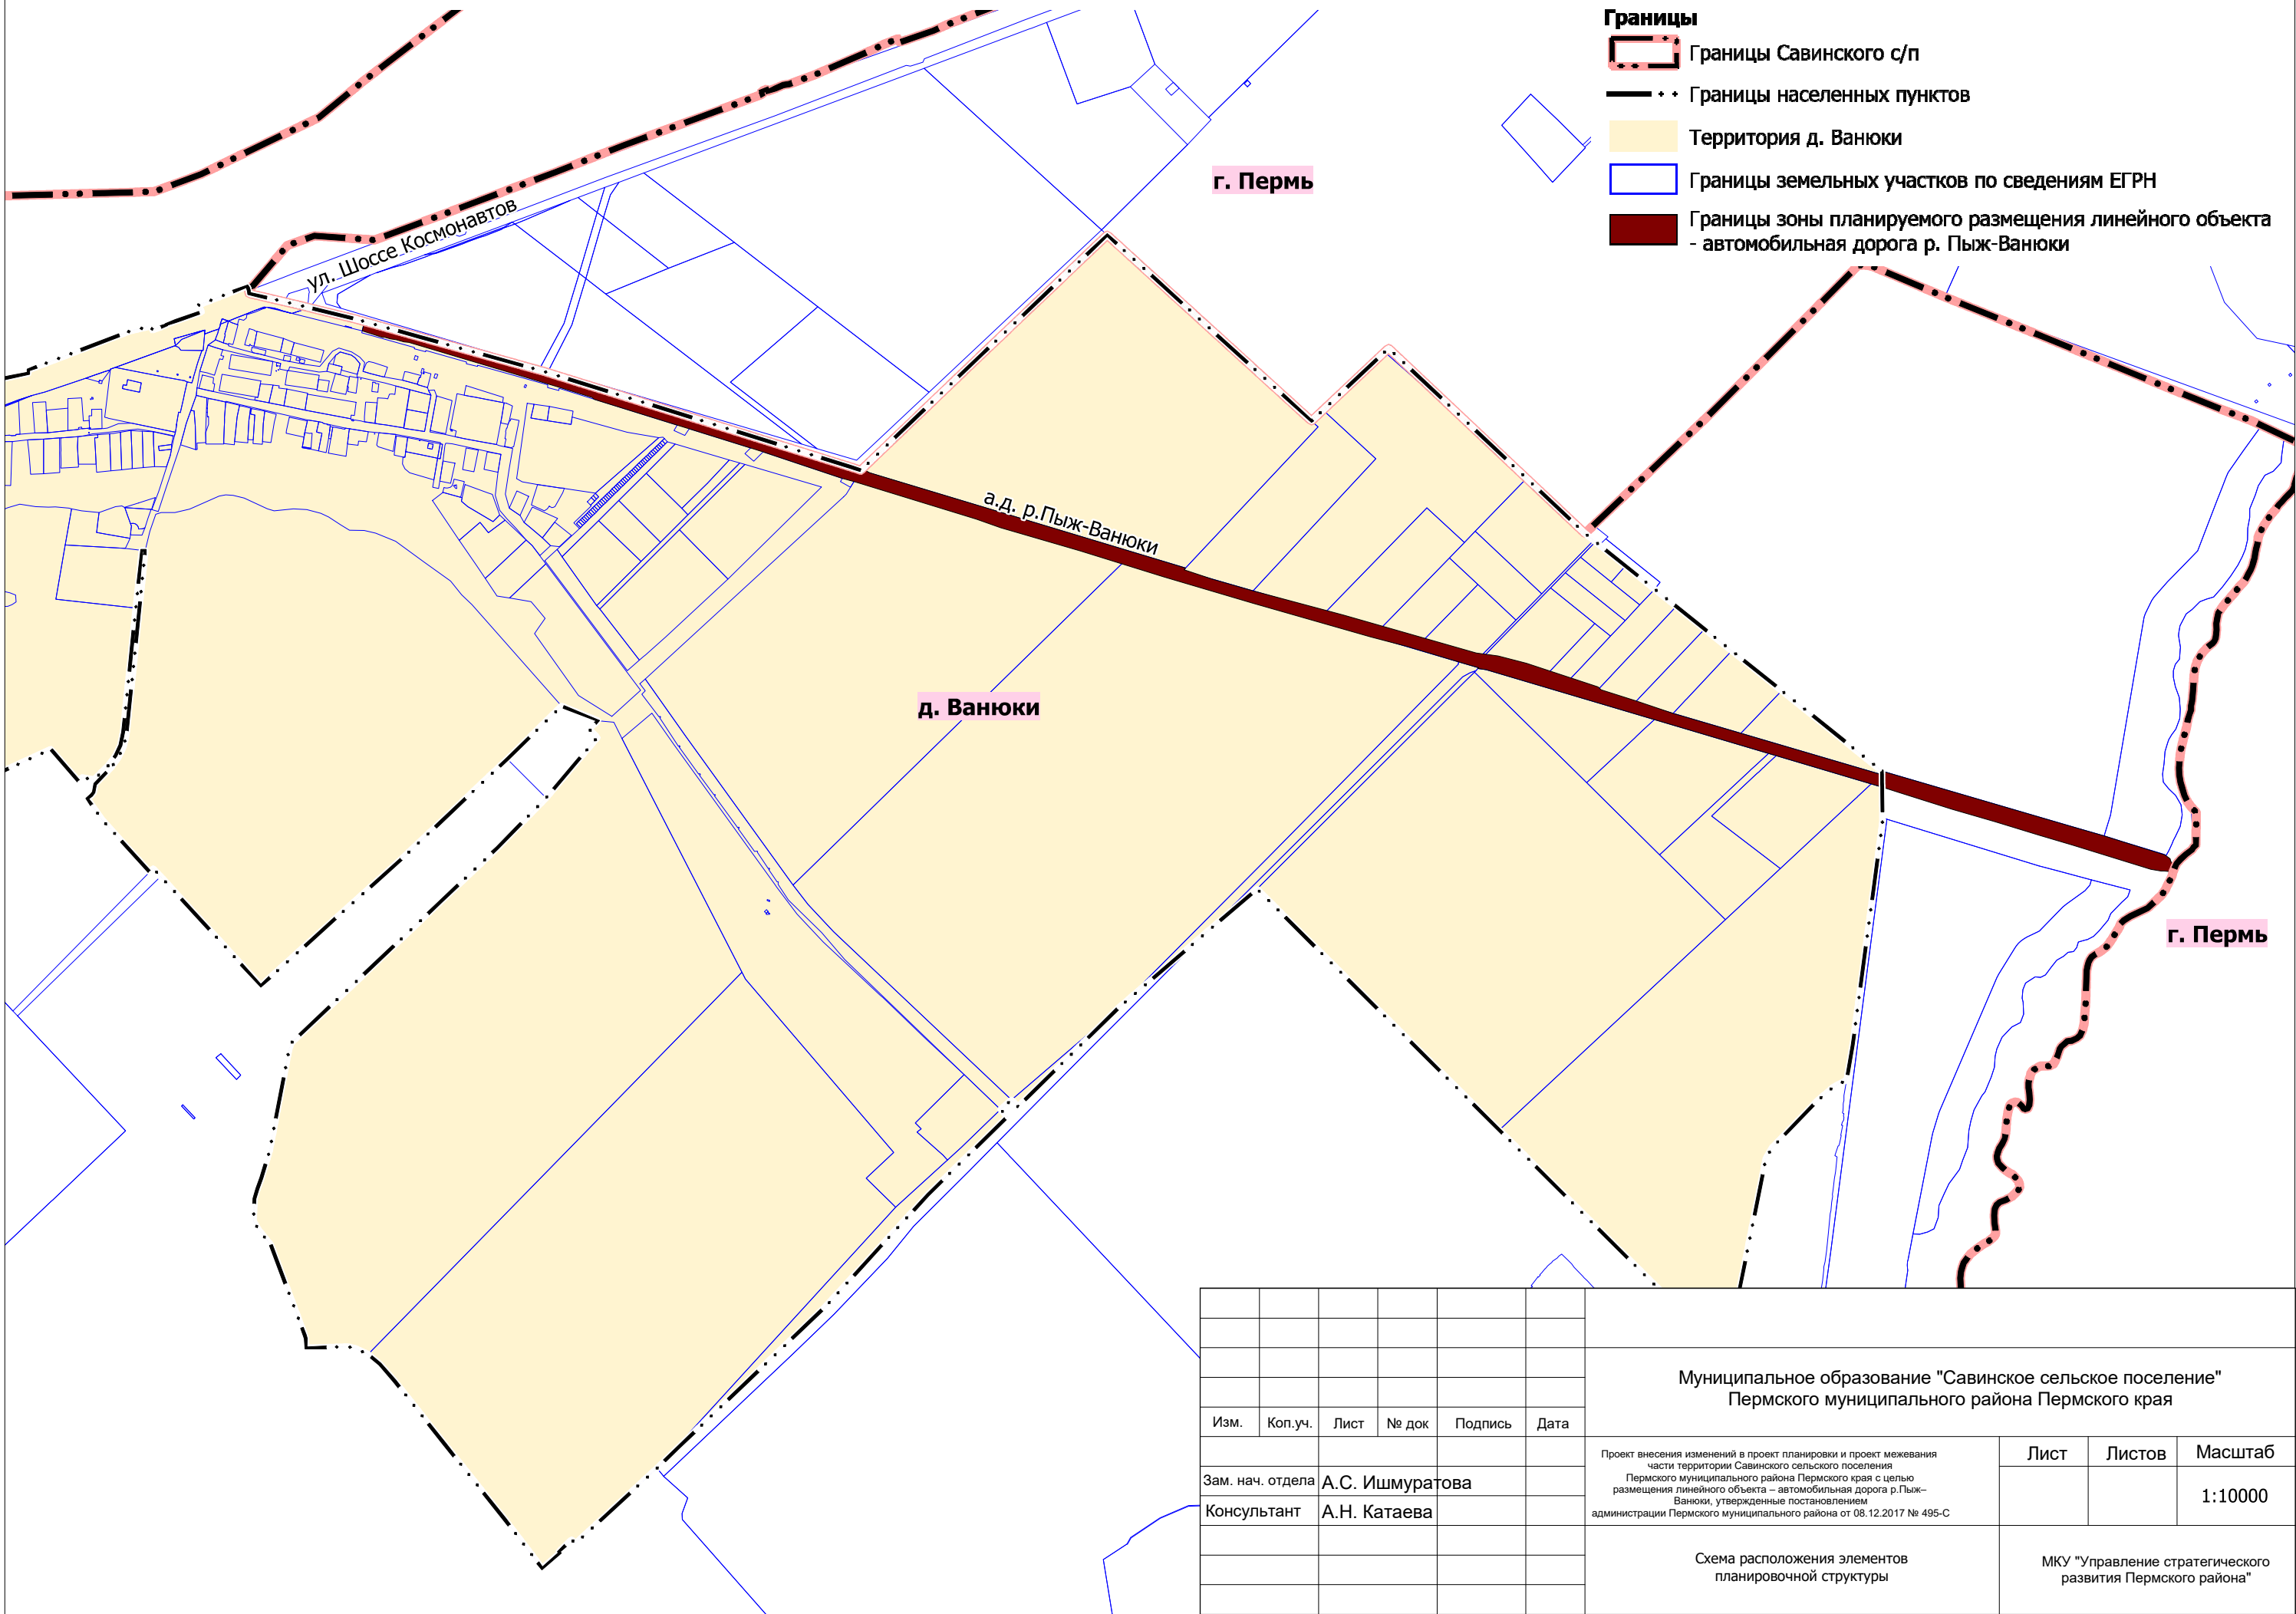 Границы
Границы Савинского с/п
Границы населенных пунктов
Территория д. Ванюки
Границы земельных участков по сведениям ЕГРН
Границы зоны планируемого размещения линейного объекта
- автомобильная дорога р. Пыж-Ванюки
г. Пермь
ул. Шоссе Космонавтов
а.д. р.Пыж-Ванюки
д. Ванюки
г. Пермь
Муниципальное образование "Савинское сельское поселение"
Пермского муниципального района Пермского края
Изм. Коп.уч. Лист № док Подпись Дата
Проект внесения изменений в проект планировки и проект межевания
части территории Савинского сельского поселения
Пермского муниципального района Пермского края с целью
размещения линейного объекта – автомобильная дорога р.Пыж–
Ванюки, утвержденные постановлением
администрации Пермского муниципального района от 08.12.2017 № 495-С
Лист Листов Масштаб
1:10000
Зам. нач. отдела А.С. Ишмуратова
Консультант А.Н. Катаева
Схема расположения элементов
планировочной структуры
МКУ "Управление стратегического
развития Пермского района"